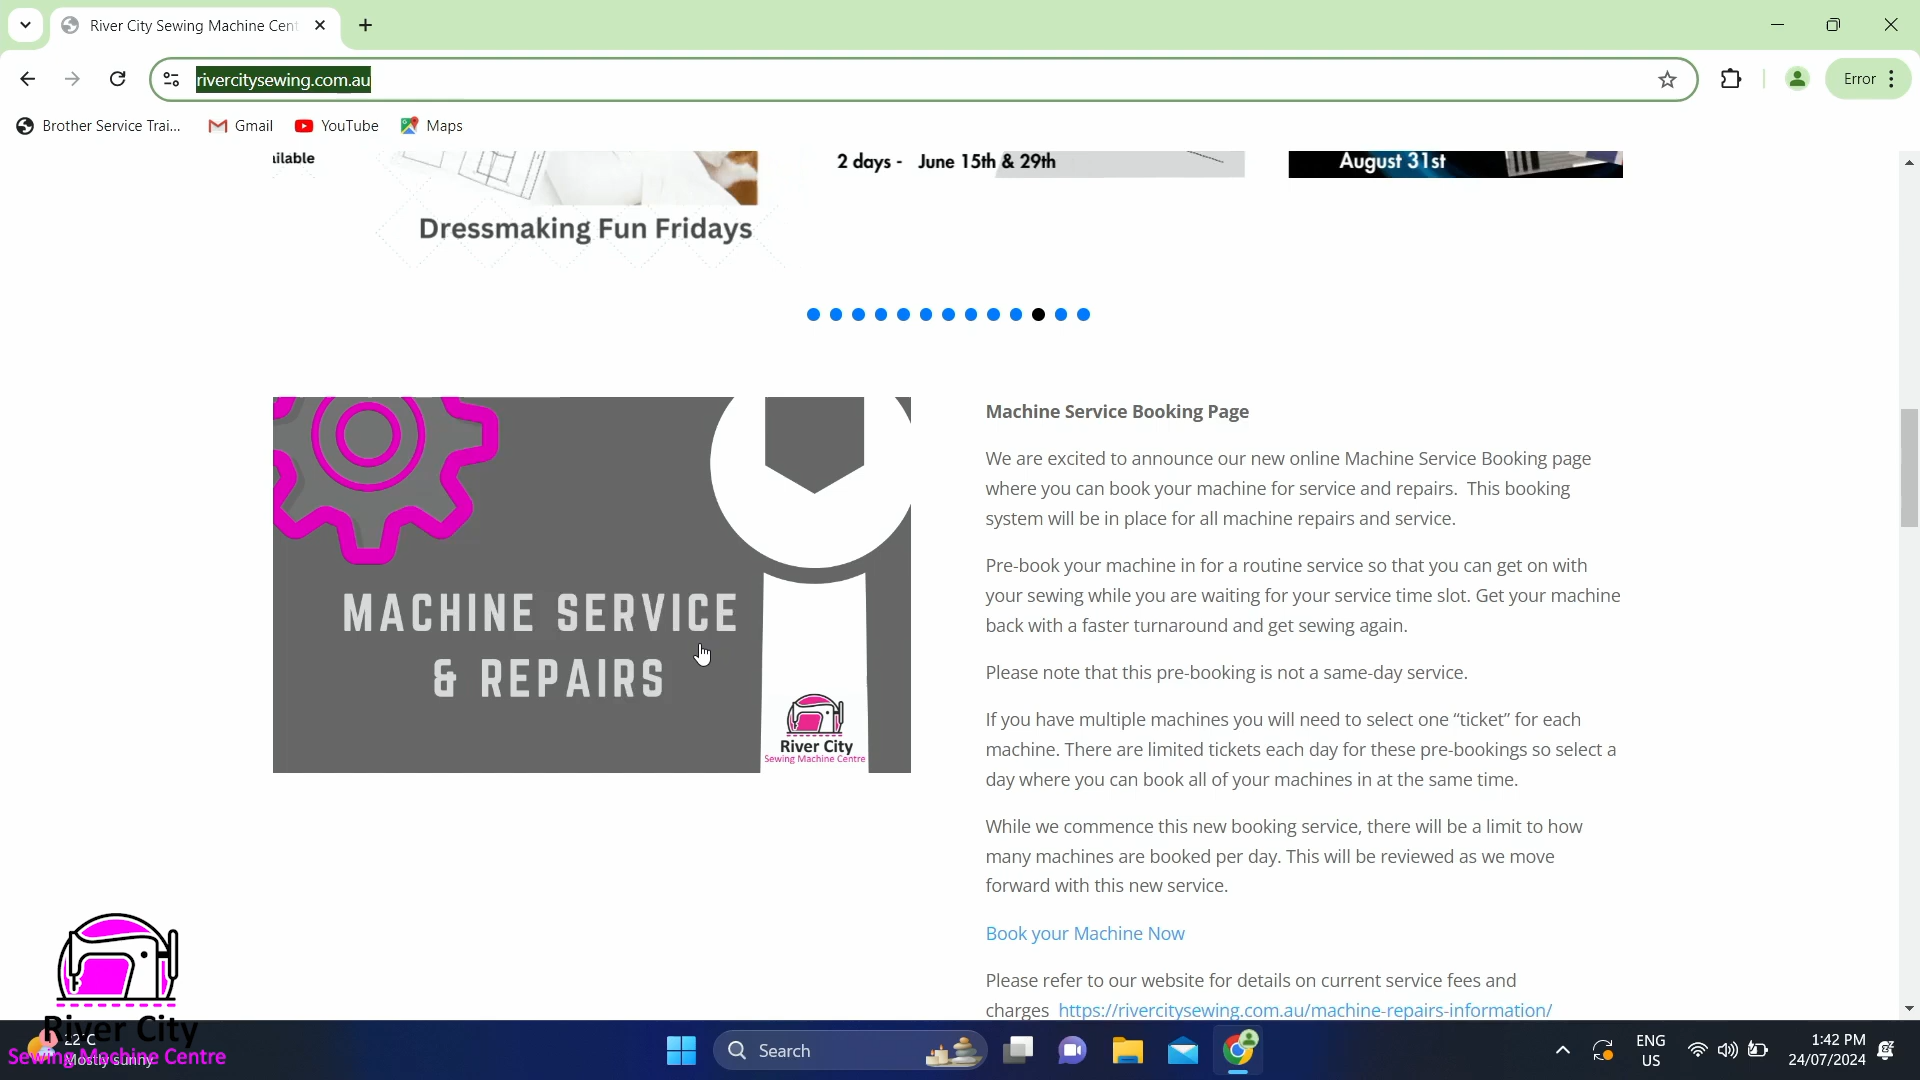 River City Sewing Machine Cent
rivercitysewing.com.au
Error
Brother Service Trai...
Gmail
YouTube
Maps
ailable
2 days - June 15th & 29th
August 31st
Dressmaking Fun Fridays
MACHINE SERVICE
& REPAIRS
River City
Sewing Machine Centre
Machine Service Booking Page
We are excited to announce our new online Machine Service Booking page
where you can book your machine for service and repairs. This booking
system will be in place for all machine repairs and service.
Pre-book your machine in for a routine service so that you can get on with
your sewing while you are waiting for your service time slot. Get your machine
back with a faster turnaround and get sewing again.
Please note that this pre-booking is not a same-day service.
If you have multiple machines you will need to select one “ticket” for each
machine. There are limited tickets each day for these pre-bookings so select a
day where you can book all of your machines in at the same time.
While we commence this new booking service, there will be a limit to how
many machines are booked per day. This will be reviewed as we move
forward with this new service.
Book your Machine Now
Please refer to our website for details on current service fees and
charges https://rivercitysewing.com.au/machine-repairs-information/
River City
Sewing Machine Centre
22°C
Mostly sunny
Search
ENG
US
1:42 PM
24/07/2024